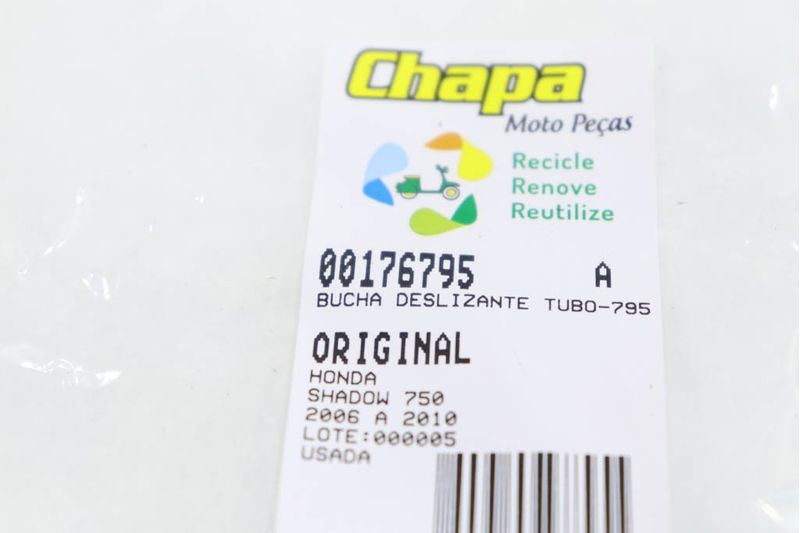 Chapa
Moto Peças
Recicle
Renove
Reutilize
00176795 A
BUCHA DESLIZANTE TUBO-795
ORIGINAL
HONDA
SHADOW 750
2006 A 2010
LOTE:000005
USADA